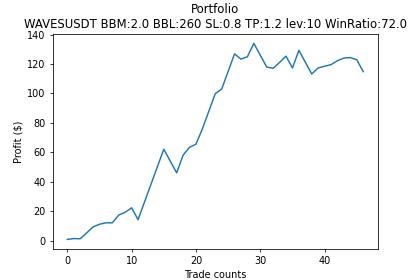 Portfolio
WAVESUSDT BBM:2.0 BBL:260 SL:0.8 TP:1.2 lev:10 WinRatio:72.0
140
120
100
80
60
40
20
0
Profit ($)
0 10 20 30 40
Trade counts